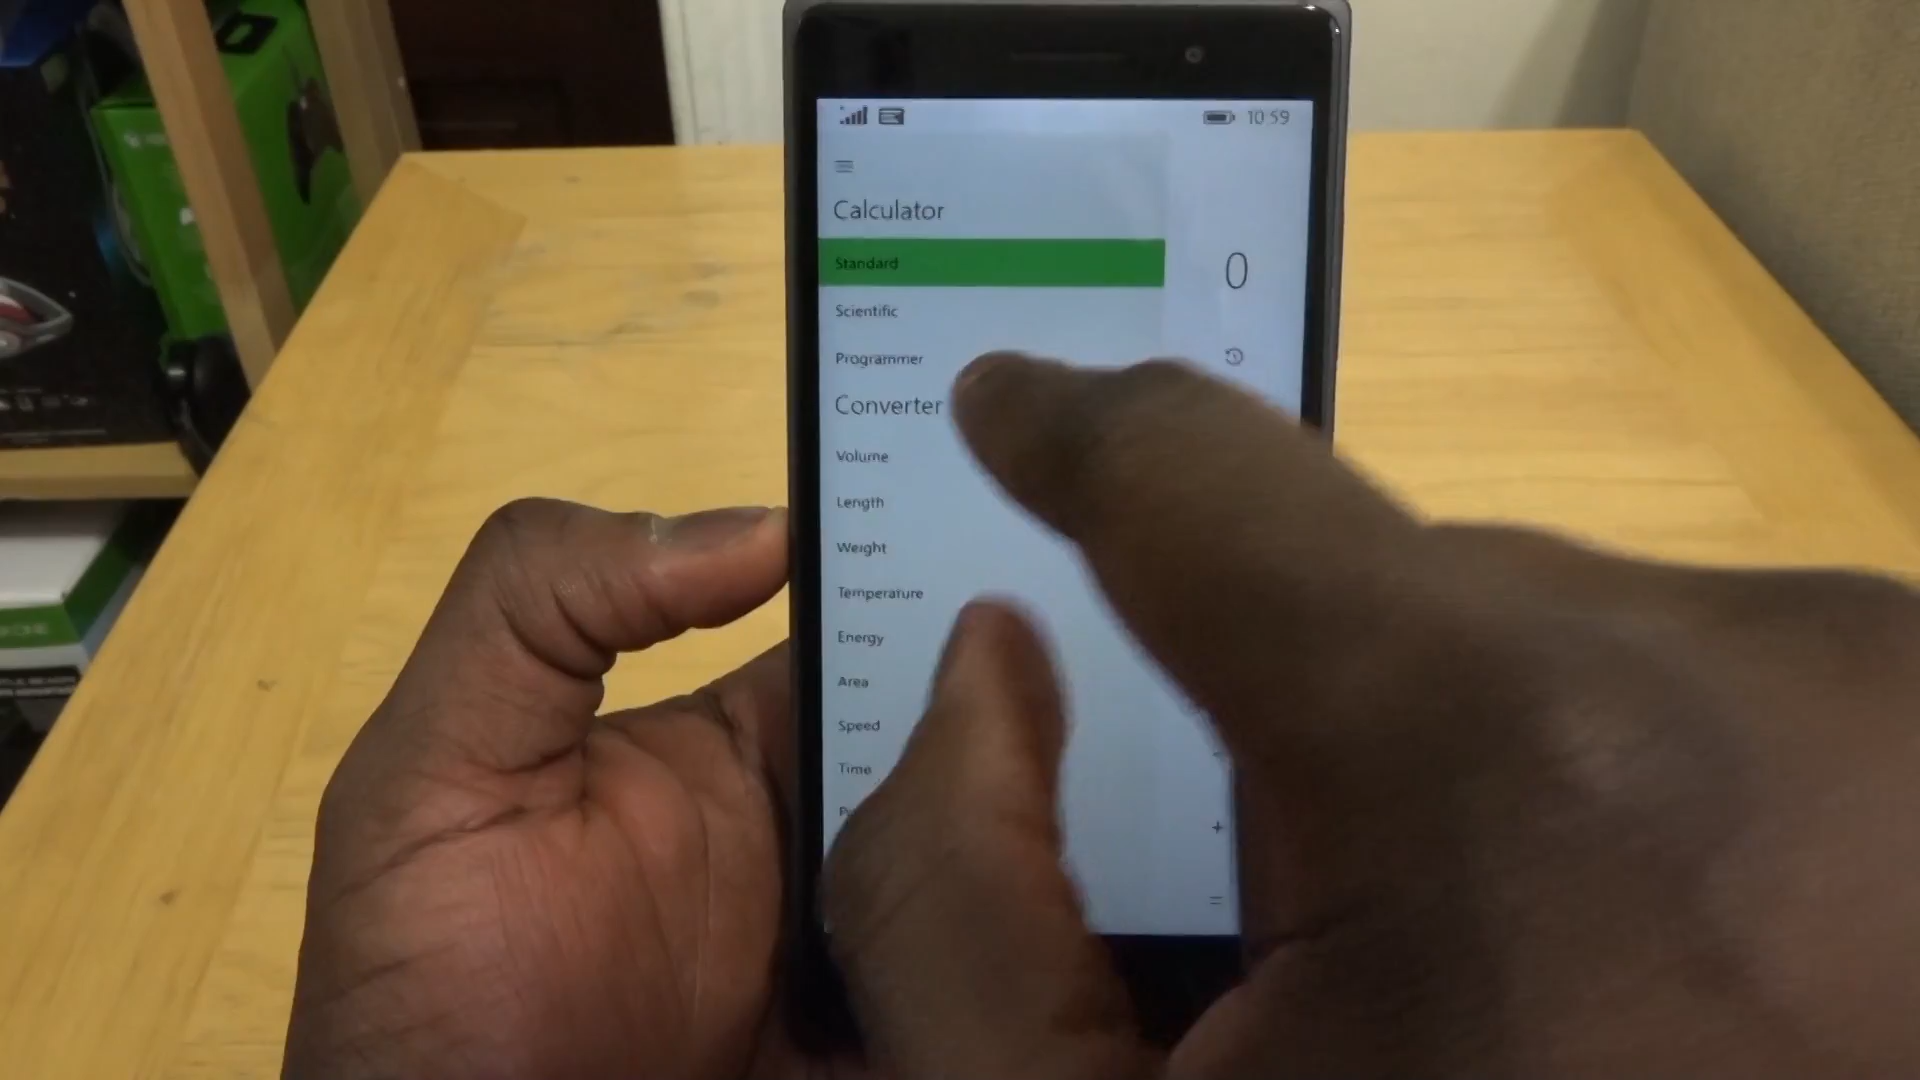 10:59
Calculator
Standard
0
Scientific
Programmer
Converter
Volume
Length
Weight
Temperature
Energy
Area
Speed
Time
+
=